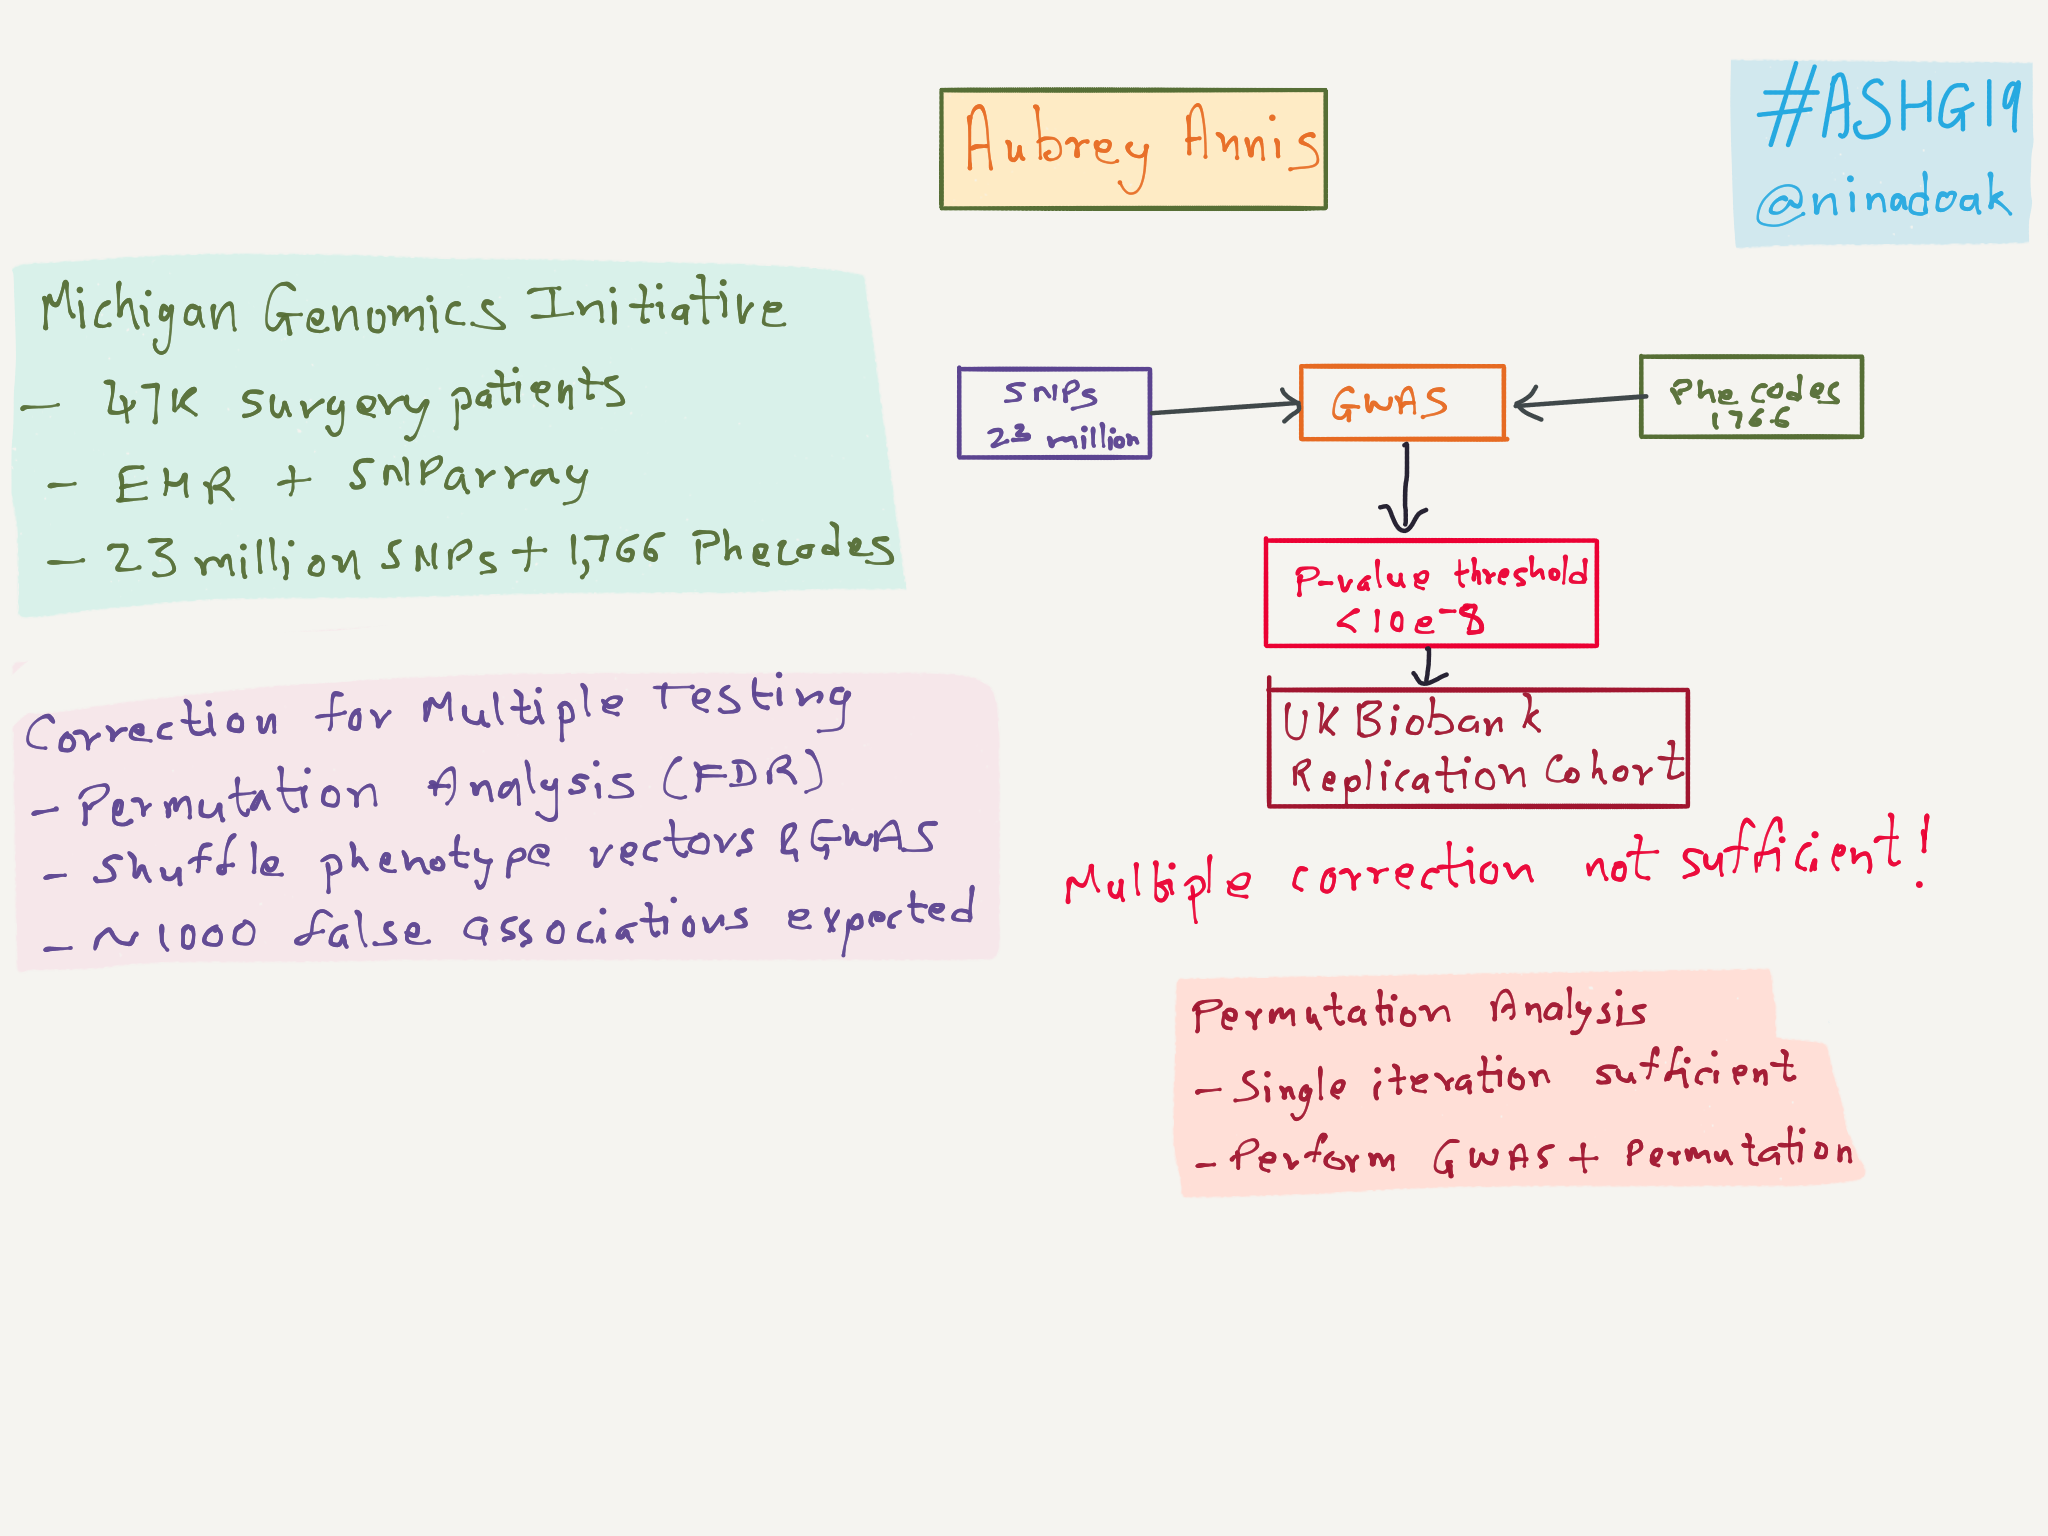 Aubrey Annis
#ASHG19
@ninadoak
Michigan Genomics Initiative
- 47K surgery patients
- EMR + SNParray
- 23 million SNPs + 1,766 Phecodes
SNPs
23 million
GWAS
Phe codes
1766
P-value threshold
< 10e-8
UK Biobank
Replication Cohort
Multiple correction not sufficient!
Correction for Multiple Testing
- Permutation Analysis (FDR)
- Shuffle phenotype vectors & GWAS
- ~1000 false associations expected
Permutation Analysis
- Single iteration sufficient
- Perform GWAS + Permutation